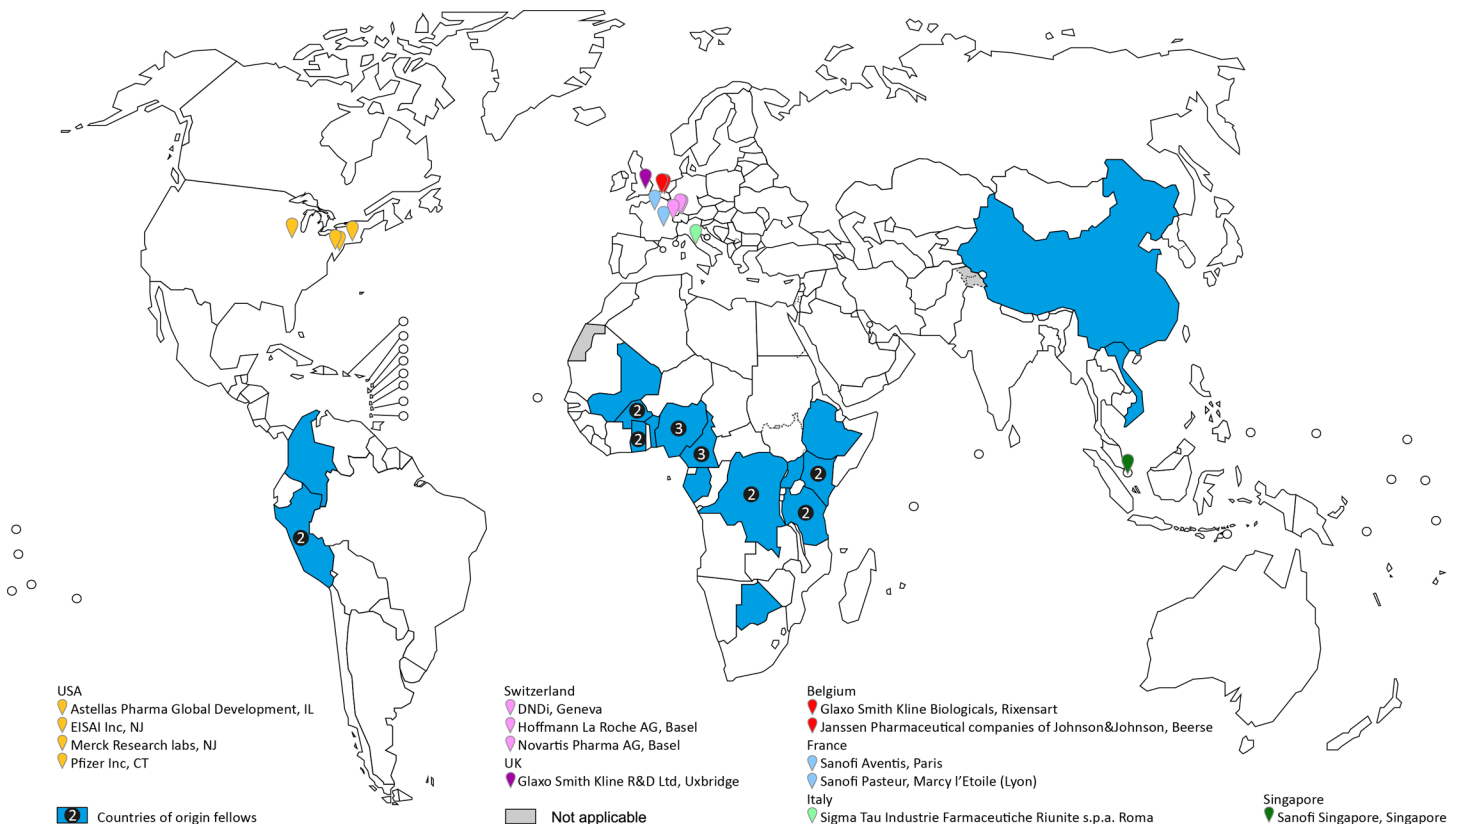 2
2
3
3
2
2
2
2
USA
Astellas Pharma Global Development, IL
EISAI Inc, NJ
Merck Research labs, NJ
Pfizer Inc, CT
2 Countries of origin fellows
Switzerland
DNDi, Geneva
Hoffmann La Roche AG, Basel
Novartis Pharma AG, Basel
UK
Glaxo Smith Kline R&D Ltd, Uxbridge
Not applicable
Belgium
Glaxo Smith Kline Biologicals, Rixensart
Janssen Pharmaceutical companies of Johnson&Johnson, Beerse
France
Sanofi Aventis, Paris
Sanofi Pasteur, Marcy l’Etoile (Lyon)
Italy
Sigma Tau Industrie Farmaceutiche Riunite s.p.a. Roma
Singapore
Sanofi Singapore, Singapore